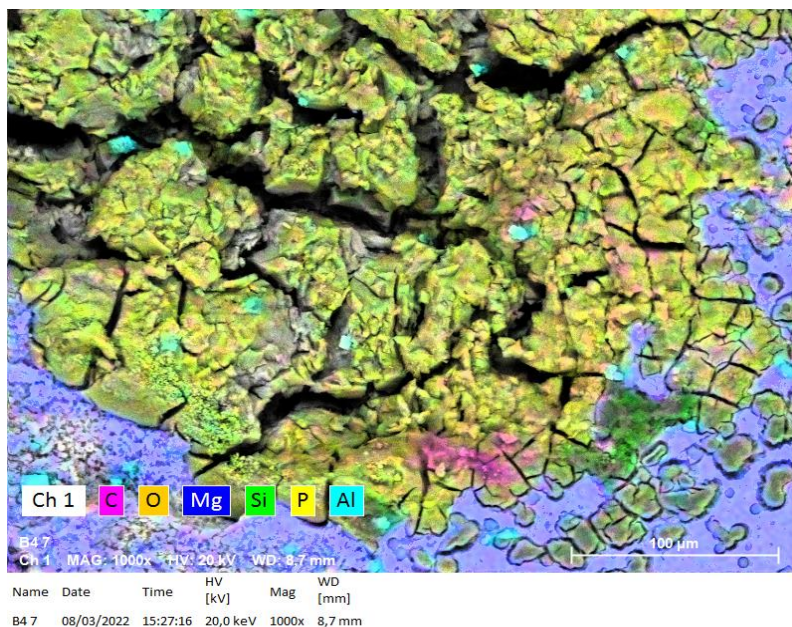 Ch 1 C O Mg Si P Al
B4 7
Ch 1 MAG: 1000x HV: 20 kV WD: 8.7 mm
100 µm
Name Date Time HV [kV] Mag WD [mm]
B4 7 08/03/2022 15:27:16 20,0 keV 1000x 8,7 mm